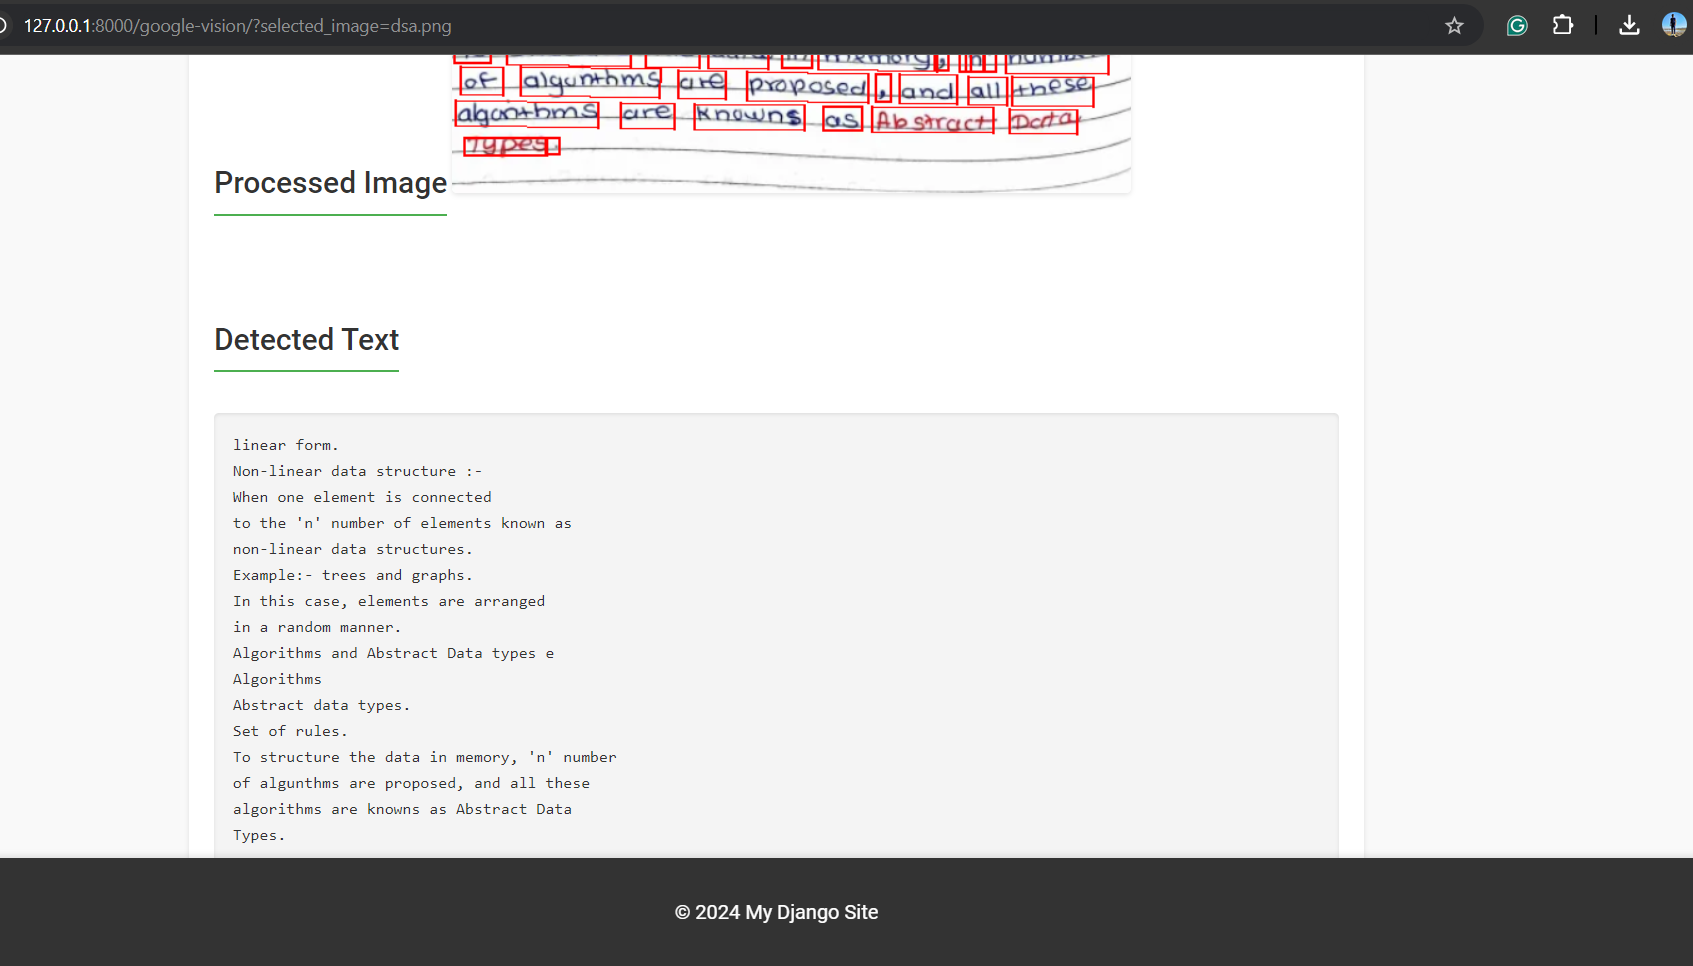 127.0.0.1:8000/google-vision/?selected_image=dsa.png
in memory, 'n' number
of algunthms are proposed, and all these
algorithms are knowns as Abstract Data
Types.
Processed Image
Detected Text
linear form.
Non-linear data structure :-
When one element is connected
to the 'n' number of elements known as
non-linear data structures.
Example:- trees and graphs.
In this case, elements are arranged
in a random manner.
Algorithms and Abstract Data types e
Algorithms
Abstract data types.
Set of rules.
To structure the data in memory, 'n' number
of algunthms are proposed, and all these
algorithms are knowns as Abstract Data
Types.
© 2024 My Django Site